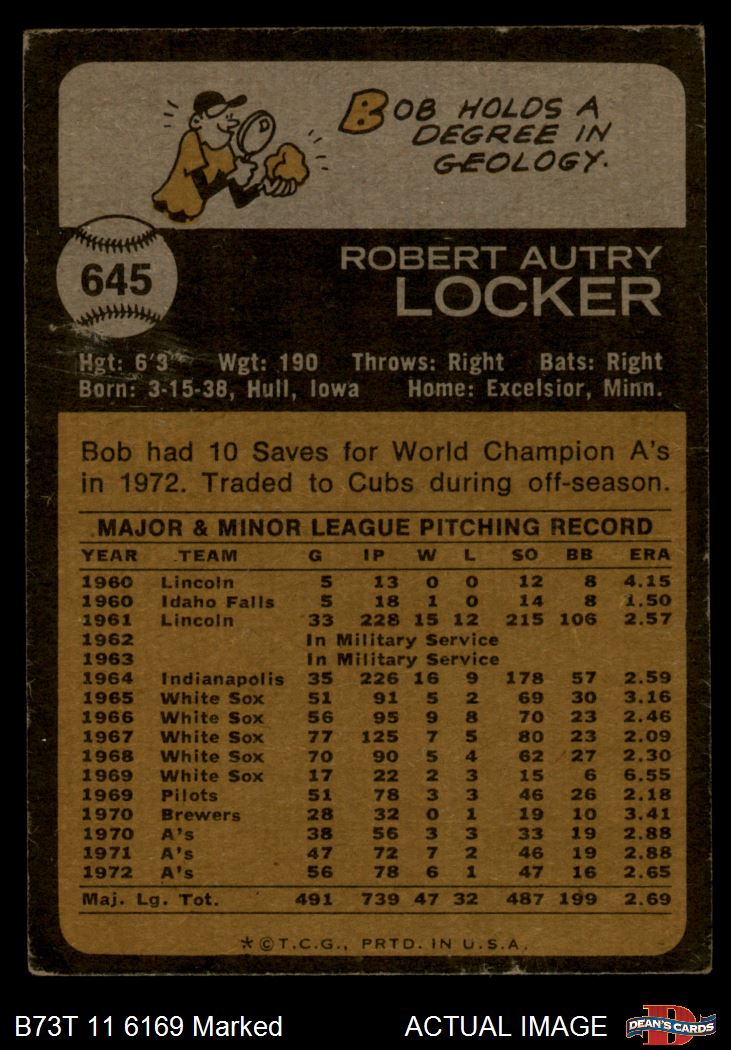 BOB HOLDS A
DEGREE IN
GEOLOGY.
645
ROBERT AUTRY
LOCKER
Hgt: 6'3" Wgt: 190 Throws: Right Bats: Right
Born: 3-15-38, Hull, Iowa Home: Excelsior, Minn.
Bob had 10 Saves for World Champion A's
in 1972. Traded to Cubs during off-season.
MAJOR & MINOR LEAGUE PITCHING RECORD
YEAR TEAM G IP W L SO BB ERA
1960 Lincoln 5 13 0 0 12 8 4.15
1960 Idaho Falls 5 18 1 0 14 8 1.50
1961 Lincoln 33 228 15 12 215 106 2.57
1962 In Military Service
1963 In Military Service
1964 Indianapolis 35 226 16 9 178 57 2.59
1965 White Sox 51 91 5 2 69 30 3.16
1966 White Sox 56 95 9 8 70 23 2.46
1967 White Sox 77 125 7 5 80 23 2.09
1968 White Sox 70 90 5 4 62 27 2.30
1969 White Sox 17 22 2 3 15 6 6.55
1969 Pilots 51 78 3 3 46 26 2.18
1970 Brewers 28 32 0 1 19 10 3.41
1970 A's 38 56 3 3 33 19 2.88
1971 A's 47 72 7 2 46 19 2.88
1972 A's 56 78 6 1 47 16 2.65
Maj. Lg. Tot. 491 739 47 32 487 199 2.69
*©T.C.G., PRTD. IN U.S.A.
B73T 11 6169 Marked ACTUAL IMAGE
D
DEAN'S CARDS